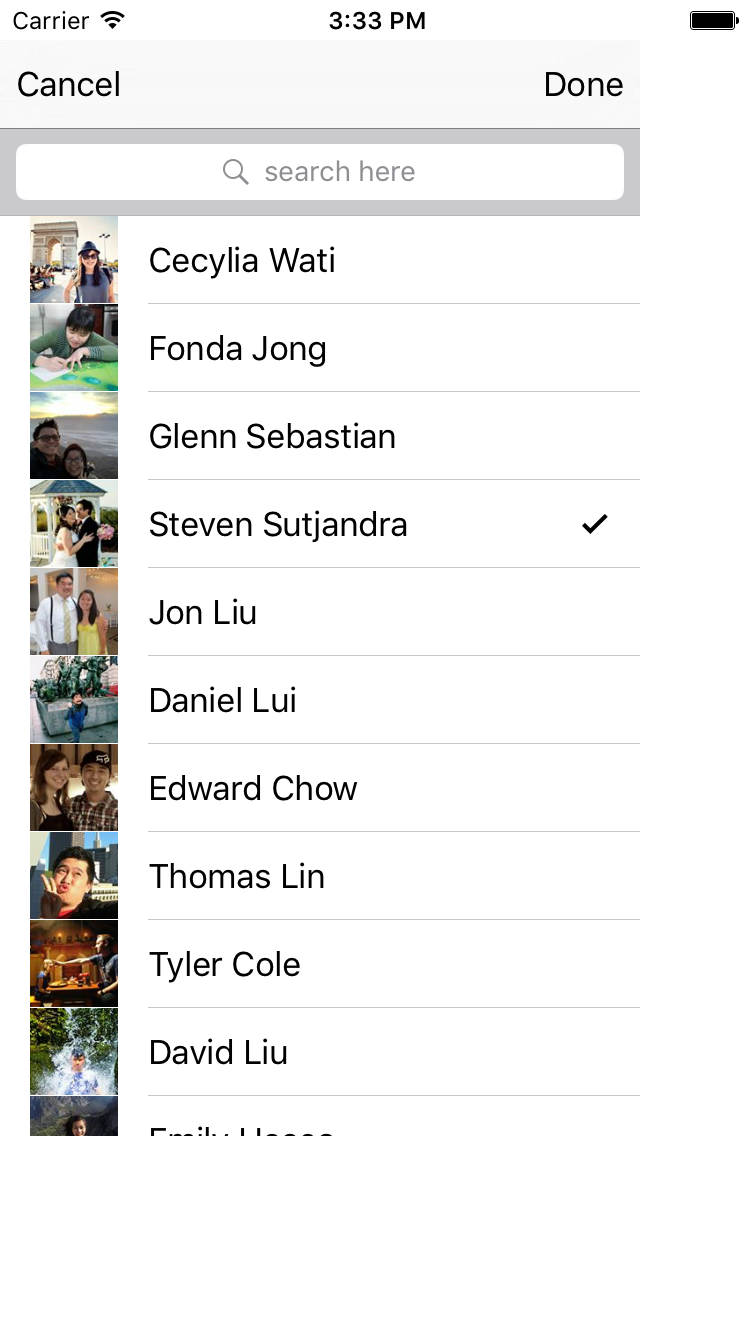 Carrier 3:33 PM
Cancel Done
search here
Cecylia Wati
Fonda Jong
Glenn Sebastian
Steven Sutjandra
Jon Liu
Daniel Lui
Edward Chow
Thomas Lin
Tyler Cole
David Liu
Emily